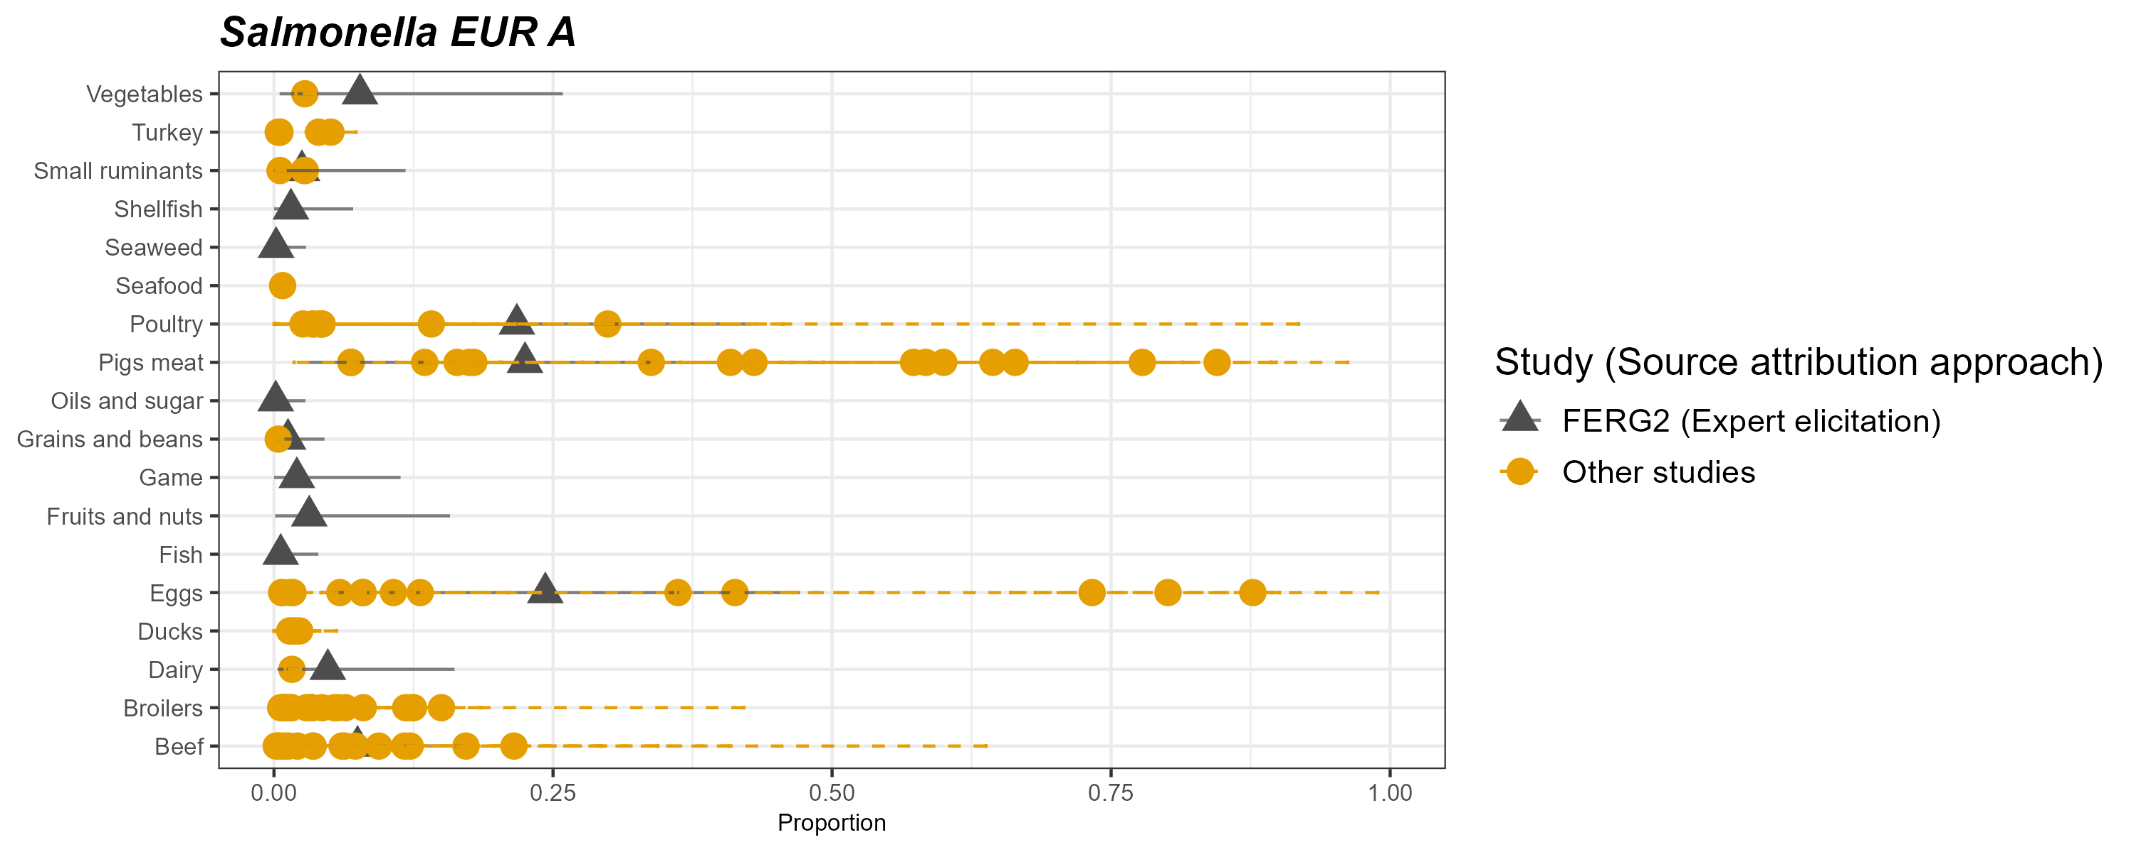 Salmonella EUR A
Vegetables
Turkey
Small ruminants
Shellfish
Seaweed
Seafood
Poultry
Pigs meat
Oils and sugar
Grains and beans
Game
Fruits and nuts
Fish
Eggs
Ducks
Dairy
Broilers
Beef
0.00 0.25 0.50 0.75 1.00
Proportion
Study (Source attribution approach)
FERG2 (Expert elicitation)
Other studies